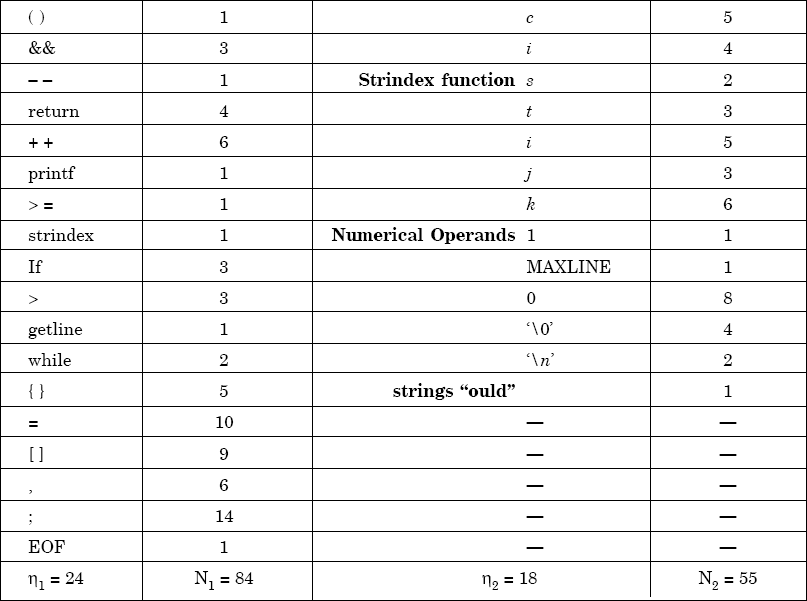 ( ) 1 c 5
&& 3 i 4
– – 1 Strindex function s 2
return 4 t 3
+ + 6 i 5
printf 1 j 3
> = 1 k 6
strindex 1 Numerical Operands 1 1
If 3 MAXLINE 1
> 3 0 8
getline 1 ‘\0’ 4
while 2 ‘\n’ 2
{ } 5 strings “ould” 1
= 10 — —
[ ] 9 — —
, 6 — —
; 14 — —
EOF 1 — —
η1 = 24 N1 = 84 η2 = 18 N2 = 55